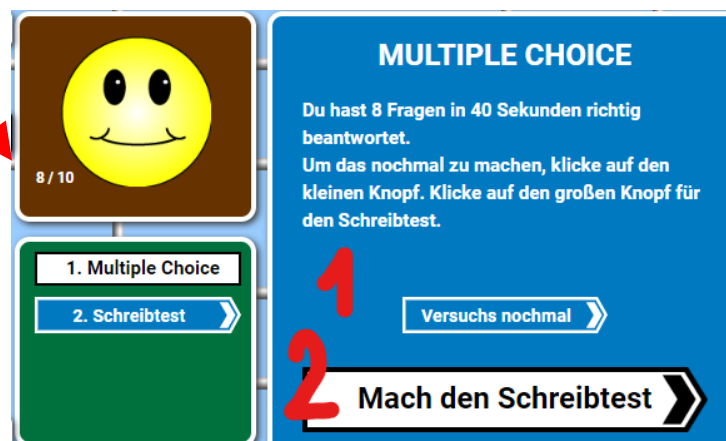 8 / 10
1. Multiple Choice
2. Schreibtest
MULTIPLE CHOICE
Du hast 8 Fragen in 40 Sekunden richtig
beantwortet.
Um das nochmal zu machen, klicke auf den
kleinen Knopf. Klicke auf den großen Knopf für
den Schreibtest.
1
Versuchs nochmal
2
Mach den Schreibtest